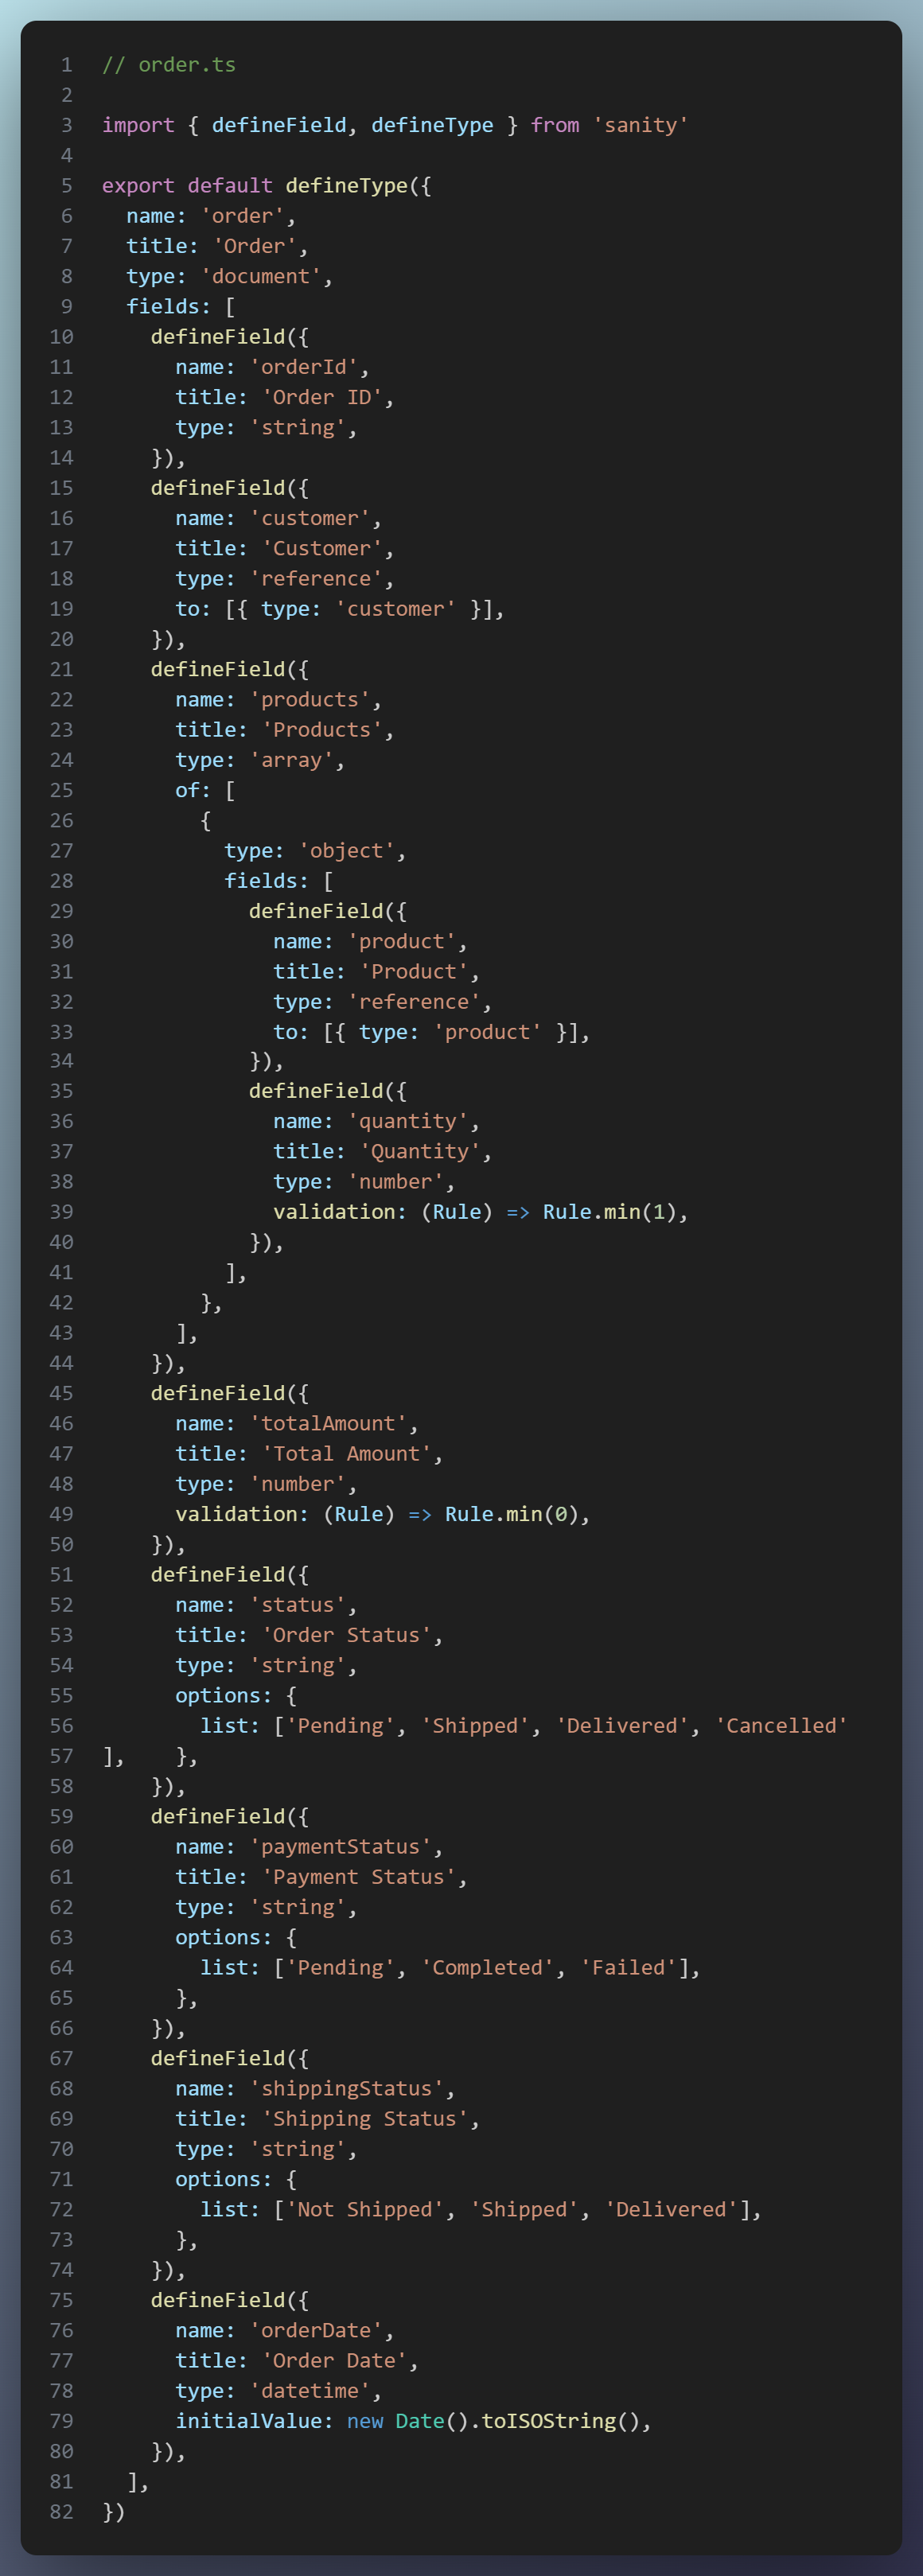 1 // order.ts
2
3 import { defineField, defineType } from 'sanity'
4
5 export default defineType({
6   name: 'order',
7   title: 'Order',
8   type: 'document',
9   fields: [
10     defineField({
11       name: 'orderId',
12       title: 'Order ID',
13       type: 'string',
14     }),
15     defineField({
16       name: 'customer',
17       title: 'Customer',
18       type: 'reference',
19       to: [{ type: 'customer' }],
20     }),
21     defineField({
22       name: 'products',
23       title: 'Products',
24       type: 'array',
25       of: [
26         {
27           type: 'object',
28           fields: [
29             defineField({
30               name: 'product',
31               title: 'Product',
32               type: 'reference',
33               to: [{ type: 'product' }],
34             }),
35             defineField({
36               name: 'quantity',
37               title: 'Quantity',
38               type: 'number',
39               validation: (Rule) => Rule.min(1),
40             }),
41           ],
42         },
43       ],
44     }),
45     defineField({
46       name: 'totalAmount',
47       title: 'Total Amount',
48       type: 'number',
49       validation: (Rule) => Rule.min(0),
50     }),
51     defineField({
52       name: 'status',
53       title: 'Order Status',
54       type: 'string',
55       options: {
56         list: ['Pending', 'Shipped', 'Delivered', 'Cancelled'
57 ],    },
58     }),
59     defineField({
60       name: 'paymentStatus',
61       title: 'Payment Status',
62       type: 'string',
63       options: {
64         list: ['Pending', 'Completed', 'Failed'],
65       },
66     }),
67     defineField({
68       name: 'shippingStatus',
69       title: 'Shipping Status',
70       type: 'string',
71       options: {
72         list: ['Not Shipped', 'Shipped', 'Delivered'],
73       },
74     }),
75     defineField({
76       name: 'orderDate',
77       title: 'Order Date',
78       type: 'datetime',
79       initialValue: new Date().toISOString(),
80     }),
81   ],
82 })